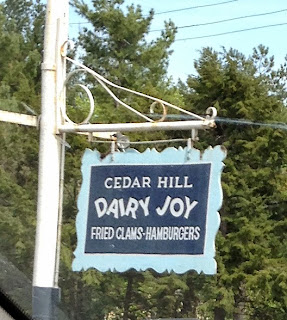 CEDAR HILL
DAIRY JOY
FRIED CLAMS-HAMBURGERS